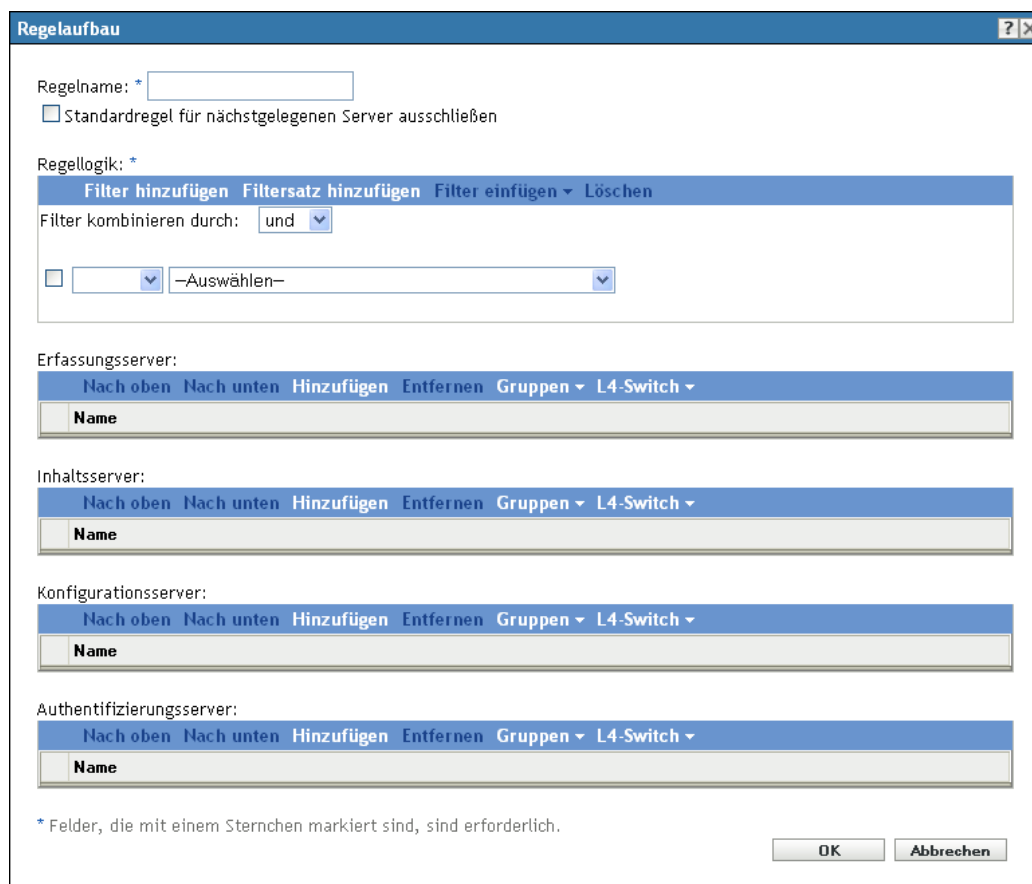 Regelaufbau ? X
Regelname: *
Standardregel für nächstgelegenen Server ausschließen
Regellogik: *
Filter hinzufügen Filtersatz hinzufügen Filter einfügen Löschen
Filter kombinieren durch: und
—Auswählen—
Erfassungsserver:
Nach oben Nach unten Hinzufügen Entfernen Gruppen L4-Switch
Name
Inhaltsserver:
Nach oben Nach unten Hinzufügen Entfernen Gruppen L4-Switch
Name
Konfigurationsserver:
Nach oben Nach unten Hinzufügen Entfernen Gruppen L4-Switch
Name
Authentifizierungsserver:
Nach oben Nach unten Hinzufügen Entfernen Gruppen L4-Switch
Name
* Felder, die mit einem Sternchen markiert sind, sind erforderlich.
OK Abbrechen